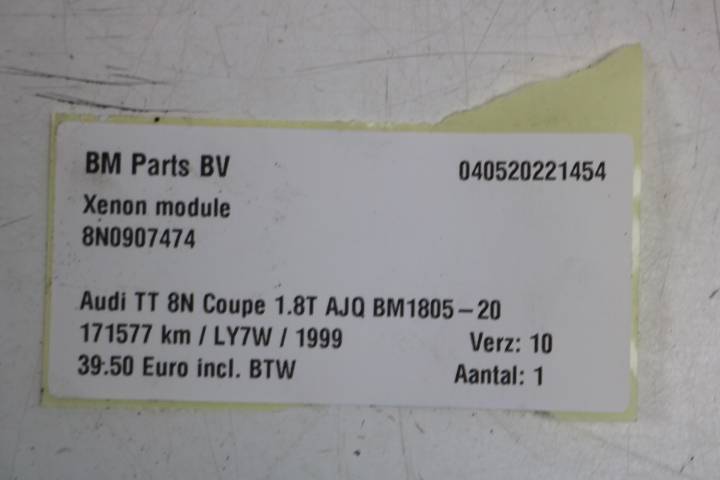 BM Parts BV 040520221454
Xenon module
8N0907474
Audi TT 8N Coupe 1.8T AJQ BM1805-20
171577 km / LY7W / 1999 Verz: 10
39.50 Euro incl. BTW Aantal: 1